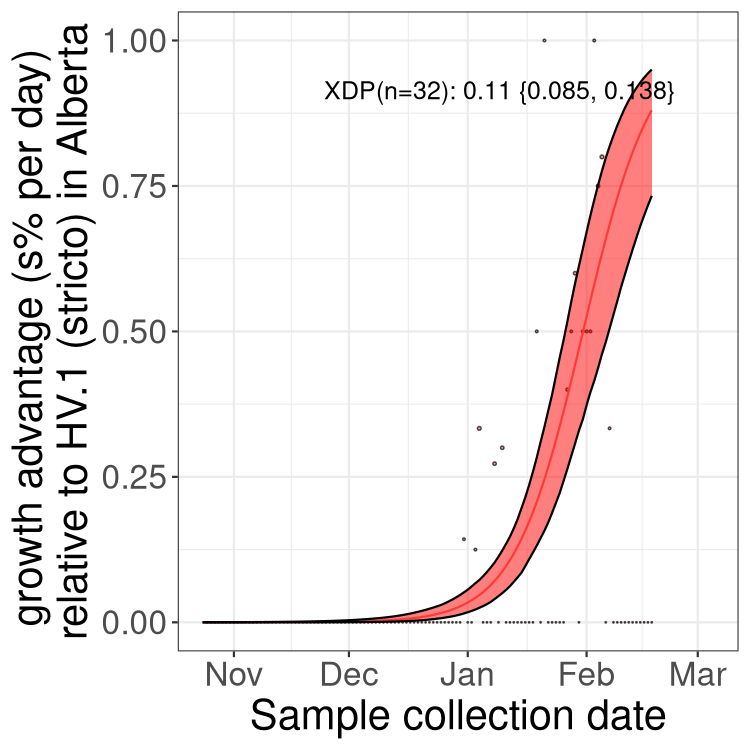 growth advantage (s% per day)
relative to HV.1 (stricto) in Alberta
1.00
0.75
0.50
0.25
0.00
XDP(n=32): 0.11 {0.085, 0.138}
Nov Dec Jan Feb Mar
Sample collection date